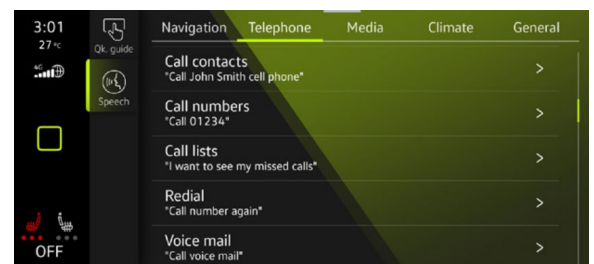 3:01
27 °C
4G
OFF
Qk. guide
Speech
Navigation Telephone Media Climate General
Call contacts
"Call John Smith cell phone"
Call numbers
"Call 01234"
Call lists
"I want to see my missed calls"
Redial
"Call number again"
Voice mail
"Call voice mail"